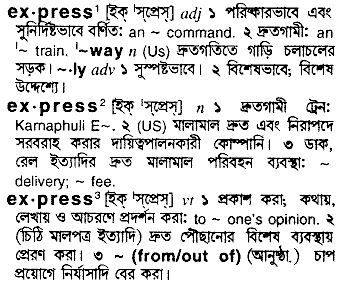 ex·press¹ [ইক্ ˈস্প্রেস্] adj ১ পরিষ্কারভাবে এবং
সুনির্দিষ্টভাবে বর্ণিত: an ~ command. ২ দ্রুতগামী: an
ˈ~ train. ˈ~·way n (Us) দ্রুতগতিতে গাড়ি চলাচলের
সড়ক। ~·ly adv ১ সুস্পষ্টভাবে। ২ বিশেষভাবে; বিশেষ
উদ্দেশ্যে।
ex·press² [ইক্ ˈস্প্রেস্] n ১ দ্রুতগামী ট্রেন:
Karnaphuli E~. ২ (US) মালামাল দ্রুত এবং নিরাপদে
সরবরাহ করার দায়িত্বপালনকারী কোম্পানি। ৩ ডাক,
রেল ইত্যাদির দ্রুত মালামাল পরিবহন ব্যবস্থা: ~
delivery; ~ fee.
ex·press³ [ইক্ ˈস্প্রেস্] vt ১ প্রকাশ করা; কথায়,
লেখায় ও আচরণে প্রদর্শন করা: to ~ one's opinion. ২
(চিঠি মালপত্র ইত্যাদি) দ্রুত পৌঁছানোর বিশেষ ব্যবস্থায়
প্রেরণ করা। ৩ ~ (from/out of) (আনুষ্ঠা.) চাপ
প্রয়োগে নির্যাসাদি বের করা।